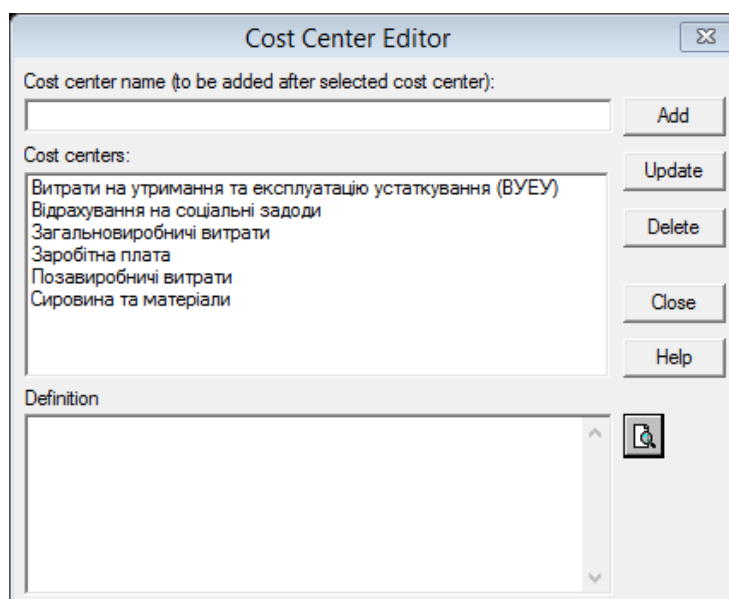 Cost Center Editor
Cost center name (to be added after selected cost center):
Add
Cost centers:
Update
Витрати на утримання та експлуатацію устаткування (ВУЕУ)
Відрахування на соціальні задоди
Delete
Загальновиробничі витрати
Заробітна плата
Позавиробничі витрати
Сировина та матеріали
Close
Help
Definition